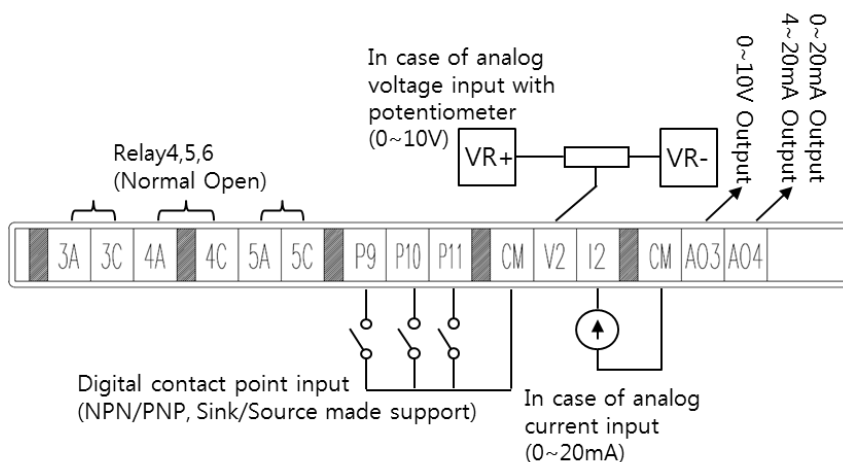 In case of analog
voltage input with
potentiometer
(0~10V)
VR+
VR-
0~10V Output
0~20mA Output
4~20mA Output
Relay4,5,6
(Normal Open)
3A 3C 4A 4C 5A 5C P9 P10 P11 CM V2 I2 CM AO3 AO4
Digital contact point input
(NPN/PNP, Sink/Source made support)
In case of analog
current input
(0~20mA)